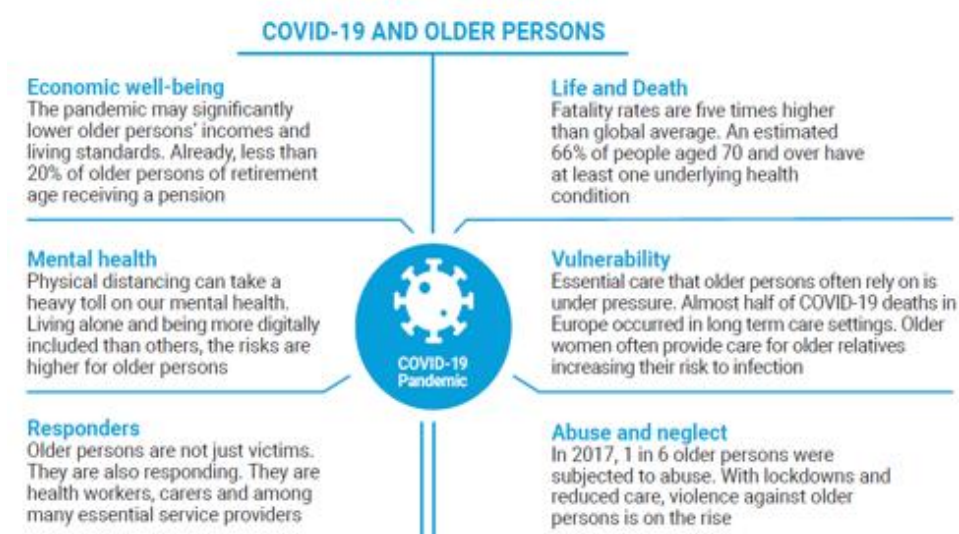 COVID-19 AND OLDER PERSONS
Economic well-being
The pandemic may significantly
lower older persons' incomes and
living standards. Already, less than
20% of older persons of retirement
age receiving a pension
Life and Death
Fatality rates are five times higher
than global average. An estimated
66% of people aged 70 and over have
at least one underlying health
condition
Mental health
Physical distancing can take a
heavy toll on our mental health.
Living alone and being more digitally
included than others, the risks are
higher for older persons
COVID-19
Pandemic
Vulnerability
Essential care that older persons often rely on is
under pressure. Almost half of COVID-19 deaths in
Europe occurred in long term care settings. Older
women often provide care for older relatives
increasing their risk to infection
Responders
Older persons are not just victims.
They are also responding. They are
health workers, carers and among
many essential service providers
Abuse and neglect
In 2017, 1 in 6 older persons were
subjected to abuse. With lockdowns and
reduced care, violence against older
persons is on the rise